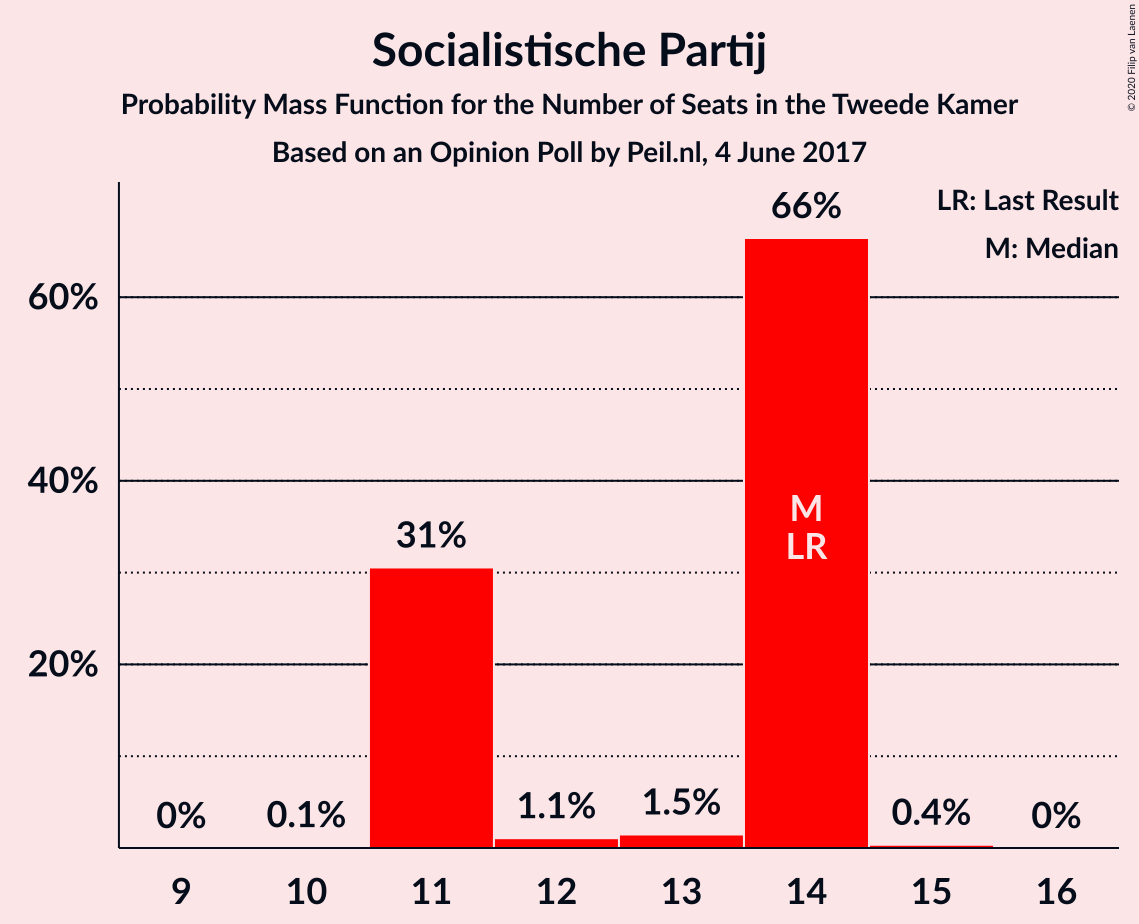 Socialistische Partij
Probability Mass Function for the Number of Seats in the Tweede Kamer
Based on an Opinion Poll by Peil.nl, 4 June 2017
© 2020 Filip van Laenen
LR: Last Result
M: Median
60%
40%
20%
0%
0.1%
31%
1.1%
1.5%
66%
0.4%
0%
M
LR
9
10
11
12
13
14
15
16